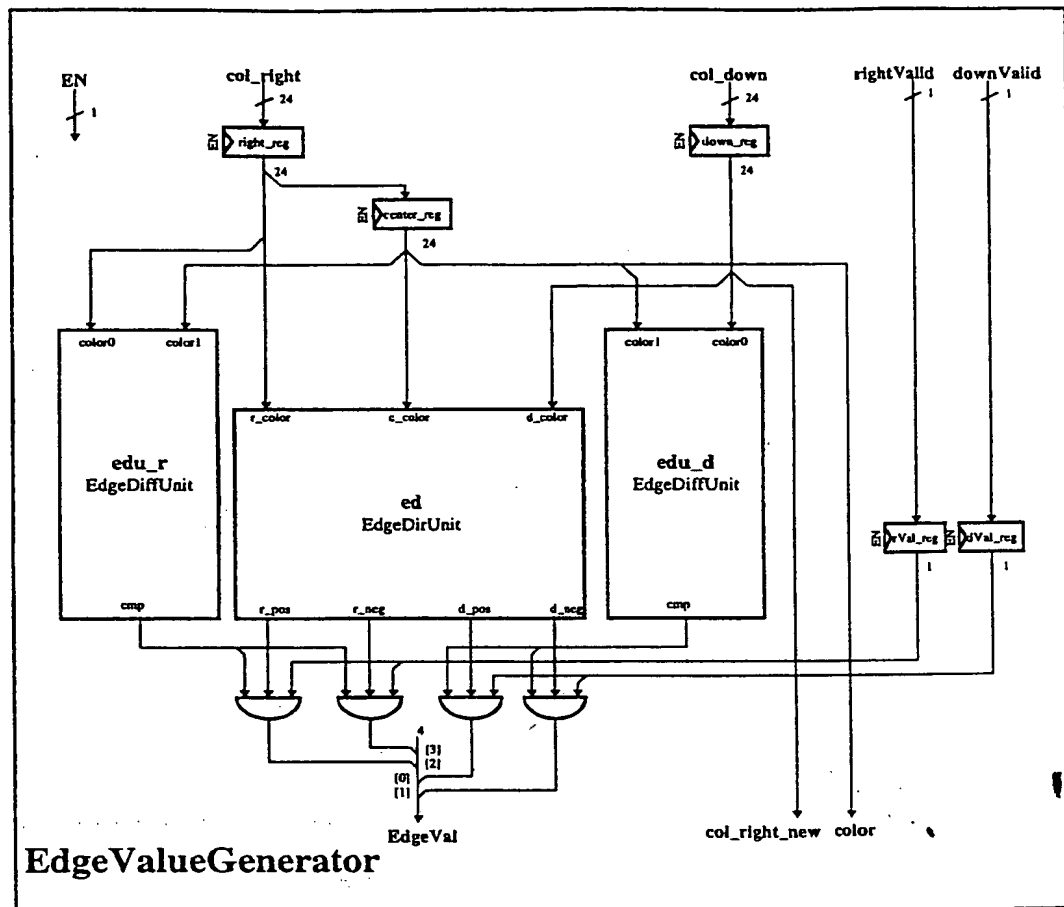 EN
col_right
col_down
rightValid
downValid
1
24
24
1
1
EN
right_reg
EN
down_reg
24
24
EN
center_reg
24
color0
color1
color1
color0
r_color
c_color
d_color
edu_r
EdgeDiffUnit
edu_d
EdgeDiffUnit
ed
EdgeDirUnit
EN
rVal_reg
EN
dVal_reg
1
1
cmp
r_pos
r_neg
d_pos
d_neg
cmp
4
[3]
[2]
[0]
[1]
EdgeVal
col_right_new
color
EdgeValueGenerator